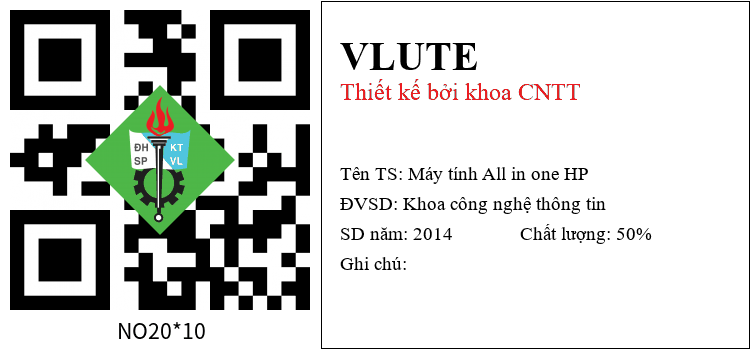 ĐH KT
SP VL
NO20*10
VLUTE
Thiết kế bởi khoa CNTT
Tên TS: Máy tính All in one HP
ĐVSD: Khoa công nghệ thông tin
SD năm: 2014 Chất lượng: 50%
Ghi chú: